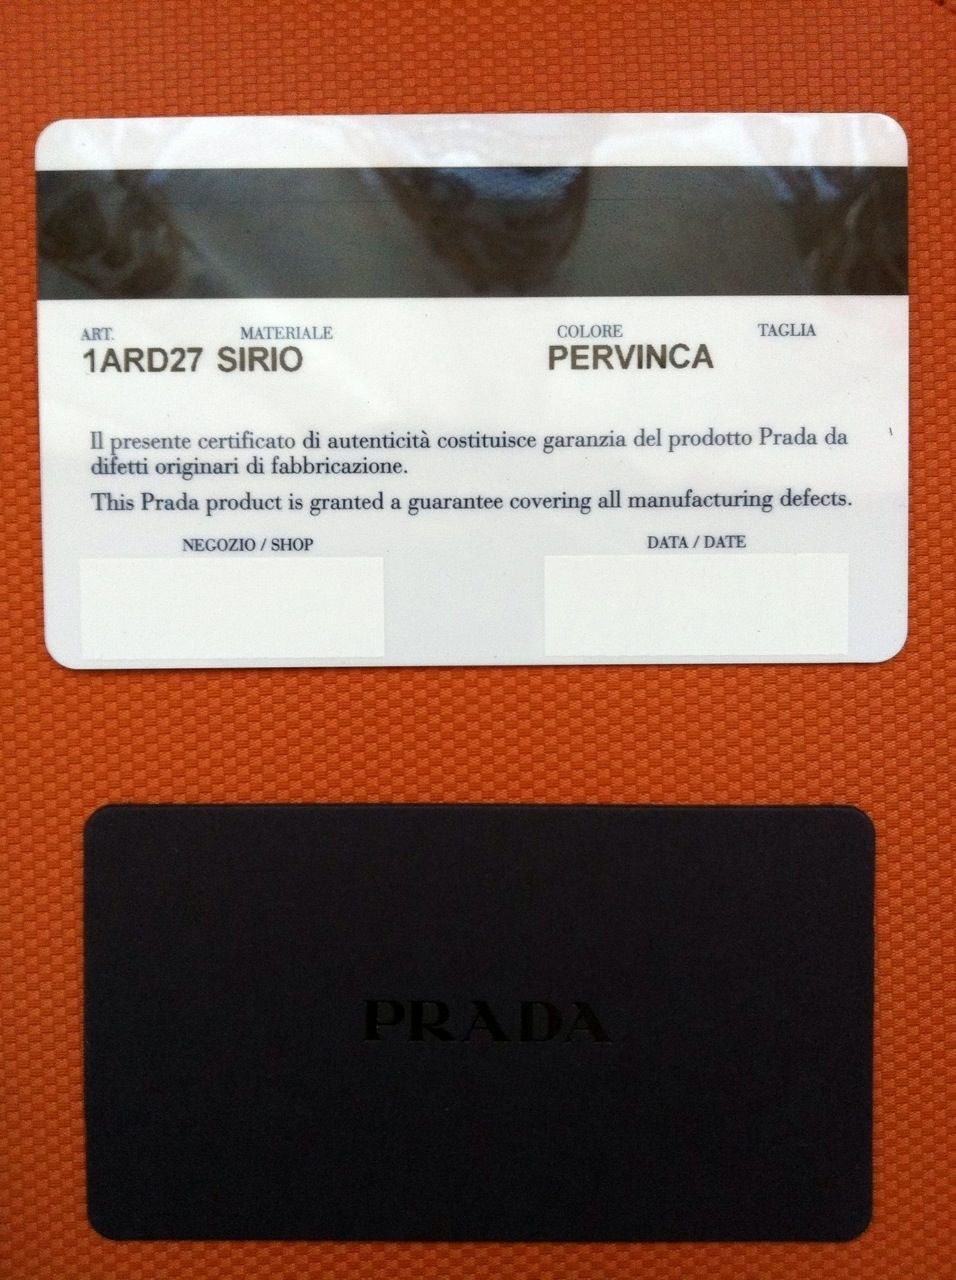 ART. MATERIALE COLORE TAGLIA
1ARD27 SIRIO PERVINCA
Il presente certificato di autenticità costituisce garanzia del prodotto Prada da
difetti originari di fabbricazione.
This Prada product is granted a guarantee covering all manufacturing defects.
NEGOZIO / SHOP DATA / DATE
PRADA